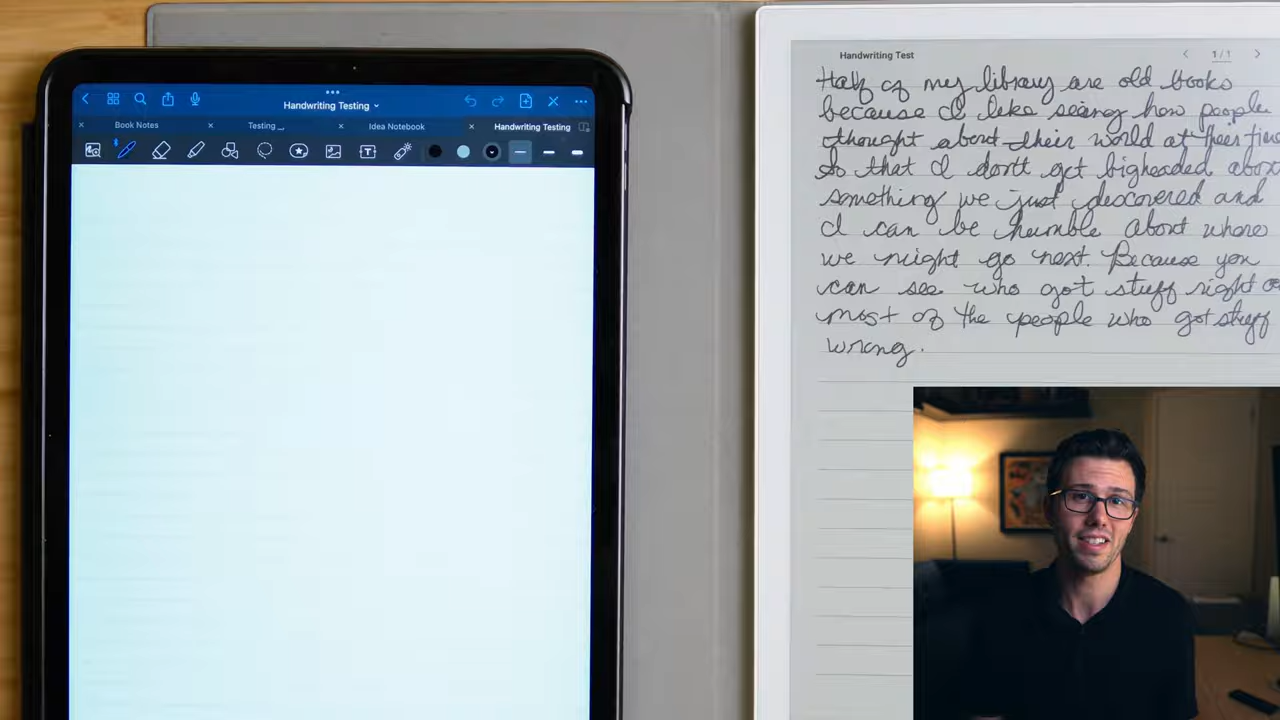 Handwriting Testing
Book Notes
Testing _
Idea Notebook
Handwriting Testing
Handwriting Test
1 / 1
Half of my library are old books
because I like seeing how people
thought about their world at their time
So that I don't get bigheaded about
something we just discovered and
I can be humble about where
we might go next. Because you
can see who got stuff right or
most of the people who got stuff
wrong.